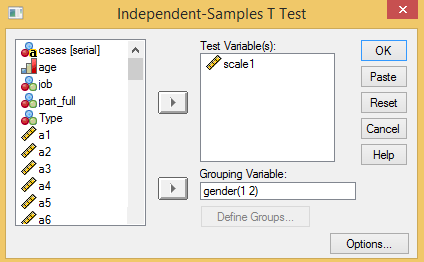 Independent-Samples T Test
cases [serial]
age
job
part_full
Type
a1
a2
a3
a4
a5
a6
Test Variable(s):
scale1
Grouping Variable:
gender(1 2)
Define Groups...
OK
Paste
Reset
Cancel
Help
Options...